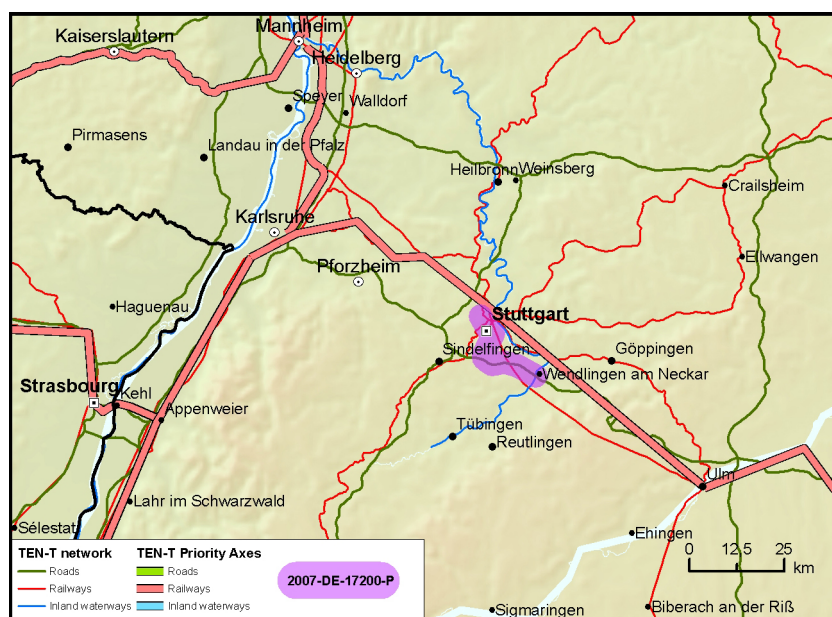 Mannheim
Kaiserslautern
Heidelberg
Speyer
Walldorf
Pirmasens
Landau in der Pfalz
Heilbronn
Weinsberg
Crailsheim
Karlsruhe
Ellwangen
Pforzheim
Haguenau
Stuttgart
Sindelfingen
Göppingen
Strasbourg
Kehl
Wendlingen am Neckar
Appenweier
Tübingen
Reutlingen
Ulm
Lahr im Schwarzwald
Sélestat
Ehingen
Sigmaringen
Biberach an der Riß
0 12,5 25
km
TEN-T network
Roads
Railways
Inland waterways
TEN-T Priority Axes
Roads
Railways
Inland waterways
2007-DE-17200-P